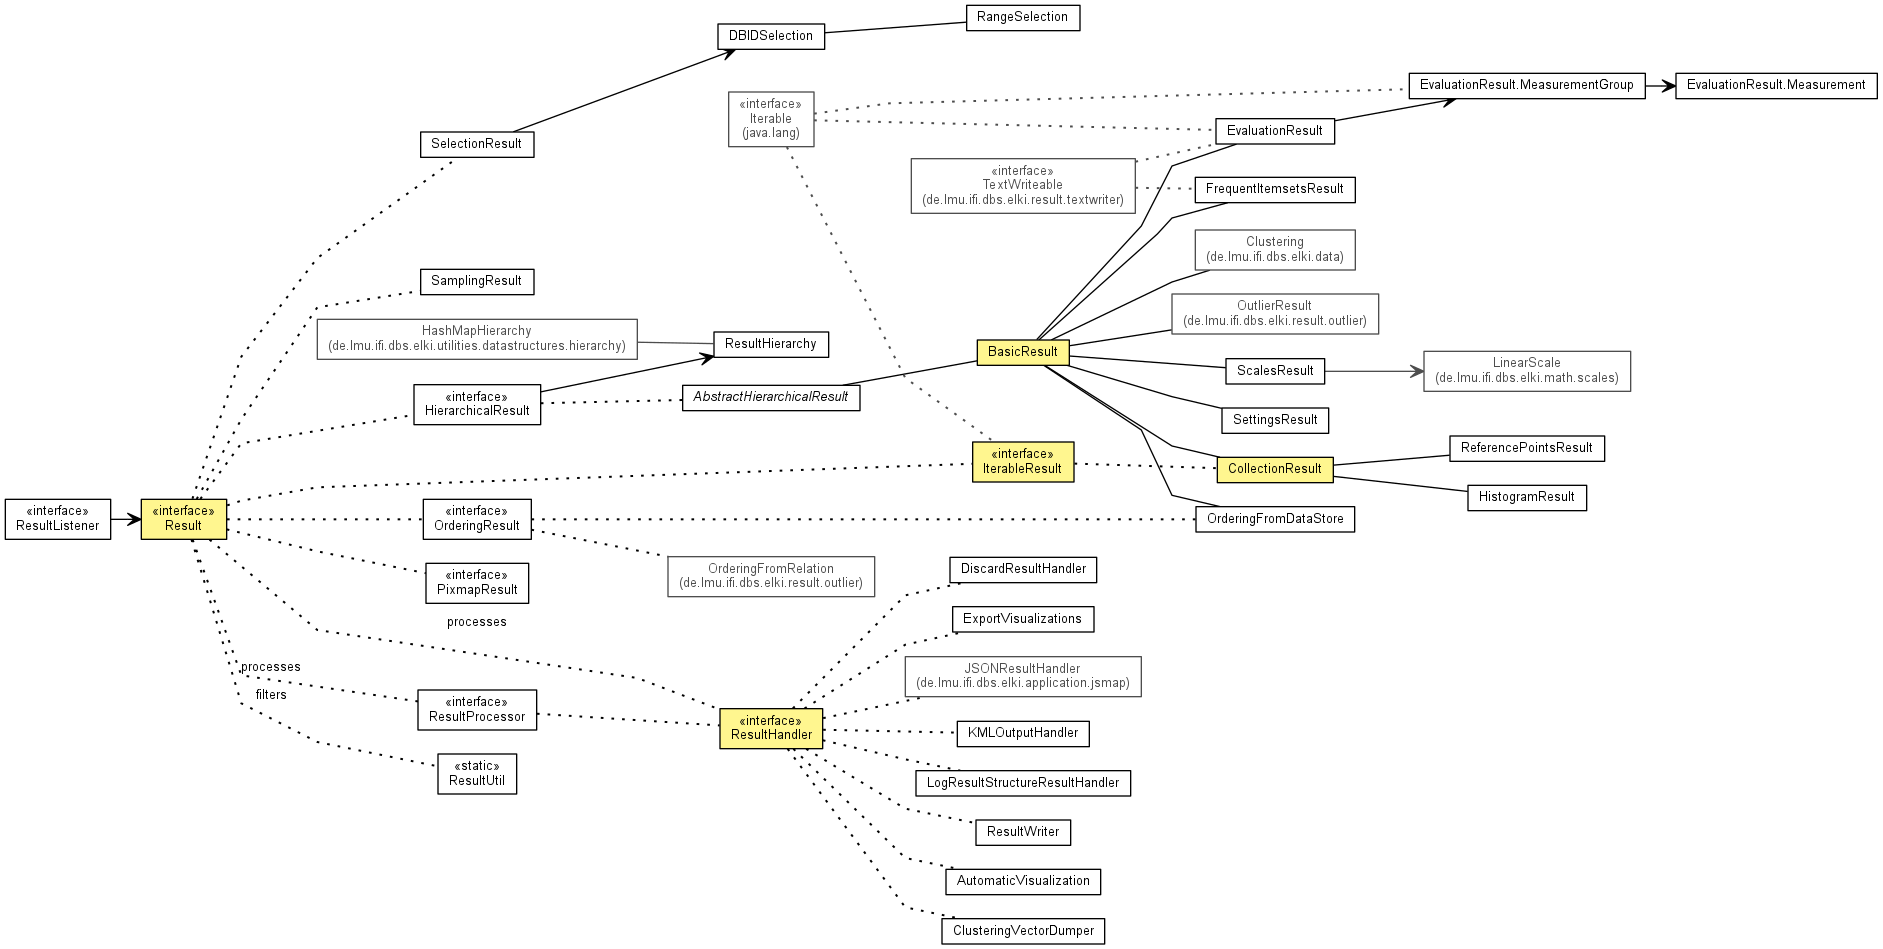 RangeSelection
DBIDSelection
EvaluationResult.MeasurementGroup
EvaluationResult.Measurement
«interface»
Iterable
(java.lang)
EvaluationResult
SelectionResult
«interface»
TextWriteable
(de.lmu.ifi.dbs.elki.result.textwriter)
FrequentItemsetsResult
Clustering
(de.lmu.ifi.dbs.elki.data)
SamplingResult
OutlierResult
(de.lmu.ifi.dbs.elki.result.outlier)
HashMapHierarchy
(de.lmu.ifi.dbs.elki.utilities.datastructures.hierarchy)
ResultHierarchy
BasicResult
ScalesResult
LinearScale
(de.lmu.ifi.dbs.elki.math.scales)
«interface»
HierarchicalResult
AbstractHierarchicalResult
SettingsResult
ReferencePointsResult
«interface»
IterableResult
CollectionResult
HistogramResult
«interface»
ResultListener
«interface»
Result
«interface»
OrderingResult
OrderingFromDataStore
«interface»
PixmapResult
OrderingFromRelation
(de.lmu.ifi.dbs.elki.result.outlier)
DiscardResultHandler
processes
ExportVisualizations
processes
JSONResultHandler
(de.lmu.ifi.dbs.elki.application.jsmap)
filters
«interface»
ResultProcessor
«interface»
ResultHandler
KMLOutputHandler
«static»
ResultUtil
LogResultStructureResultHandler
ResultWriter
AutomaticVisualization
ClusteringVectorDumper